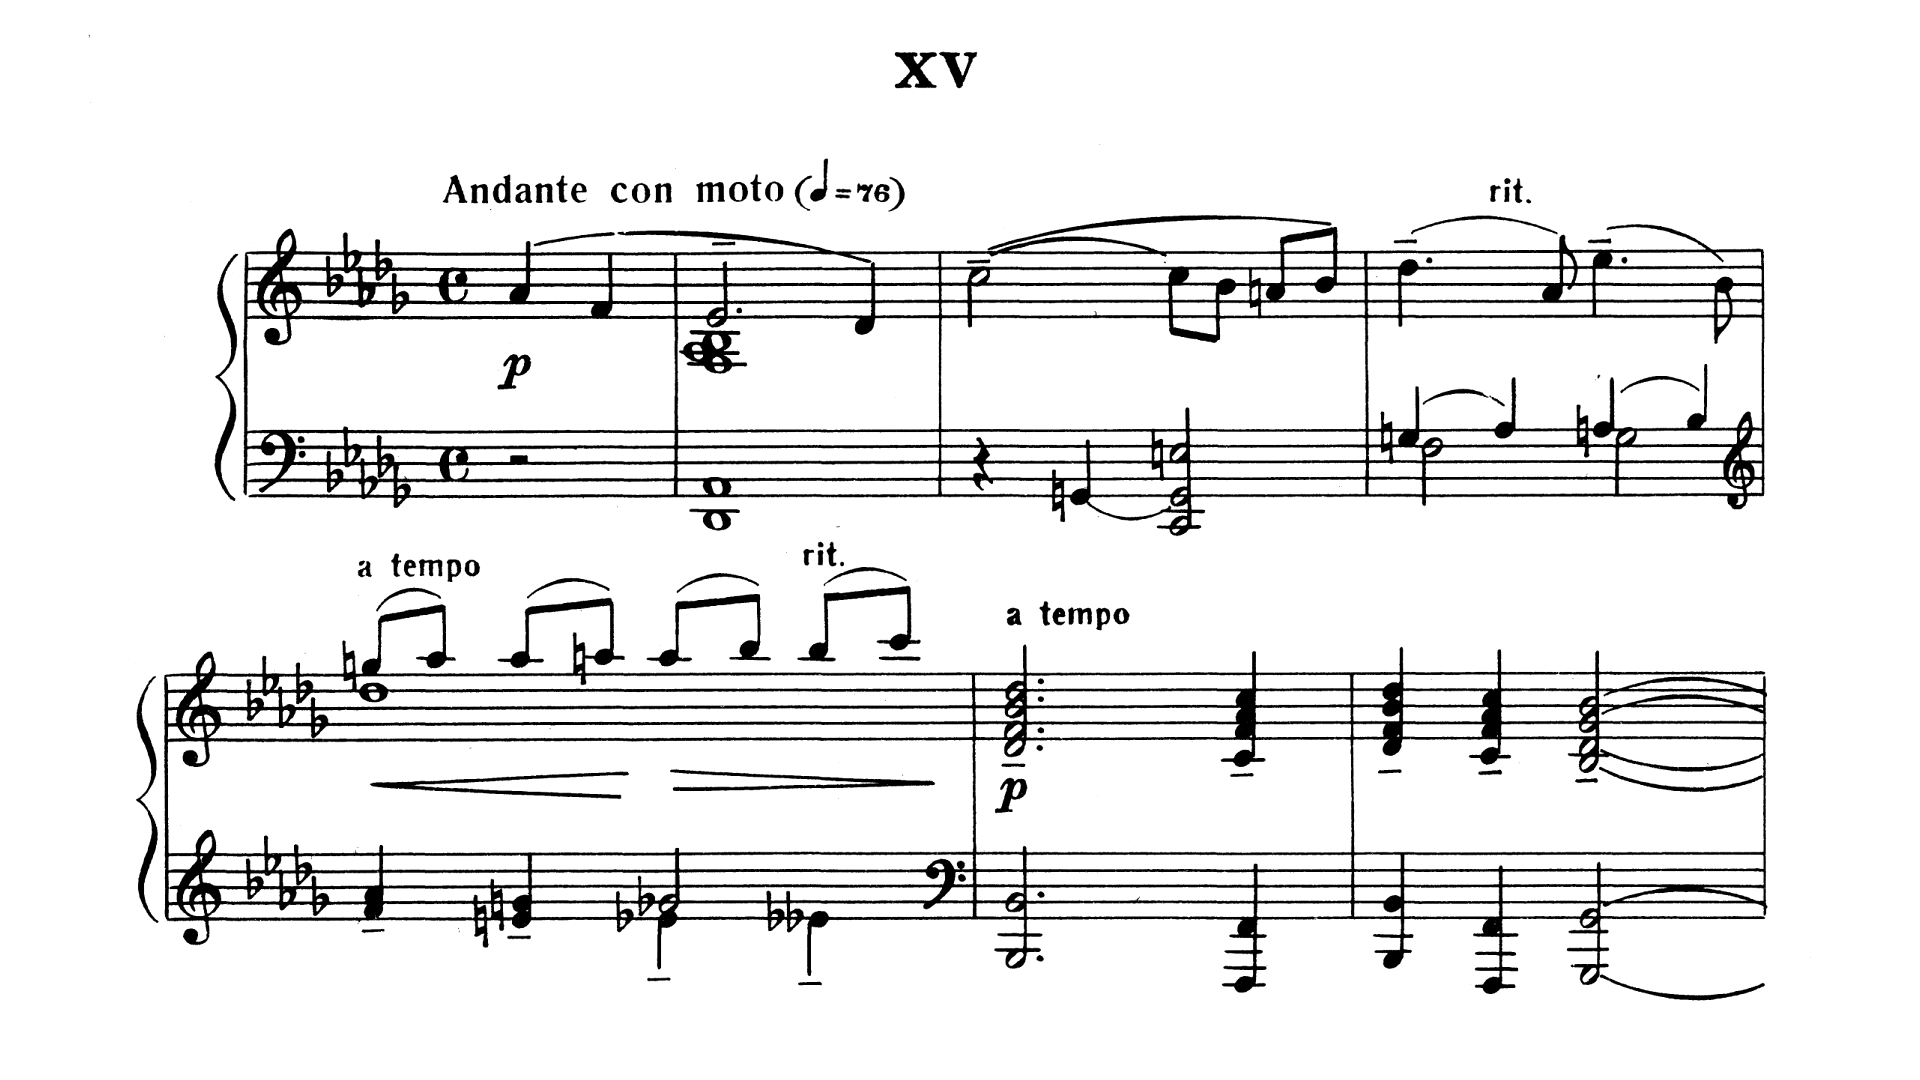 XV
Andante con moto (♩=76)
rit.
p
a tempo
rit.
a tempo
p